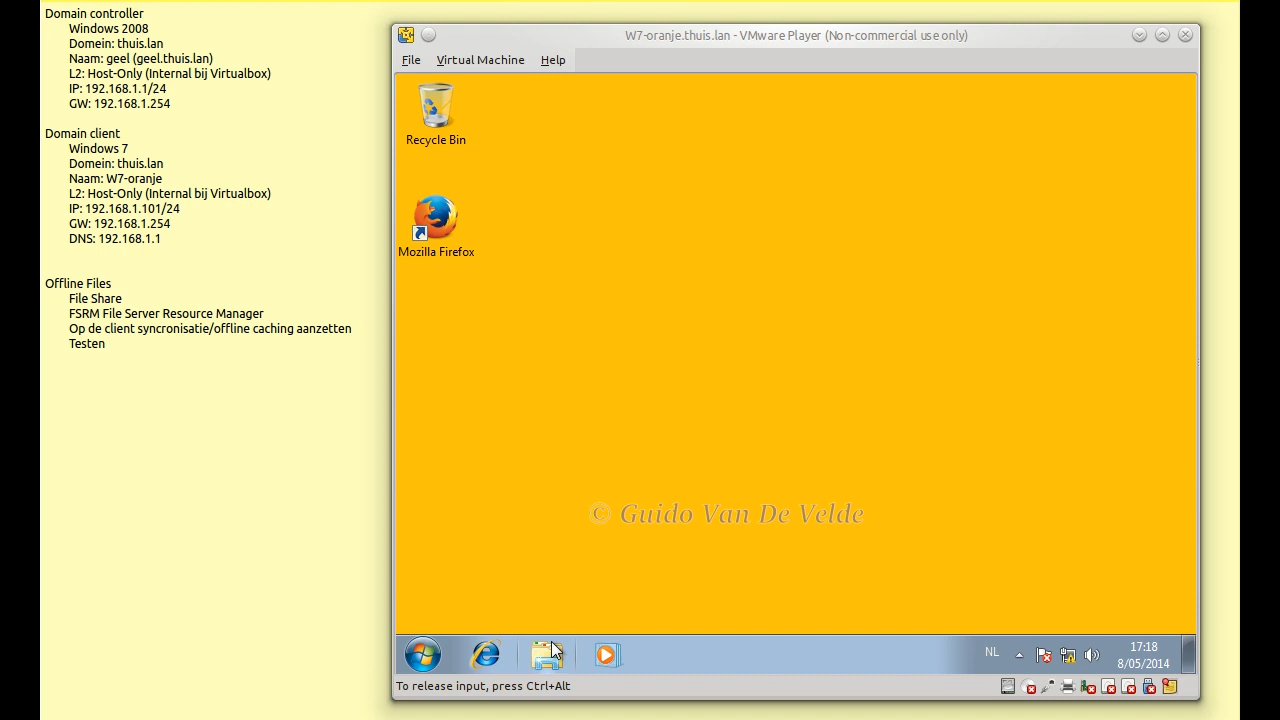 Domain controller
Windows 2008
Domein: thuis.lan
Naam: geel (geel.thuis.lan)
L2: Host-Only (Internal bij Virtualbox)
IP: 192.168.1.1/24
GW: 192.168.1.254
Domain client
Windows 7
Domein: thuis.lan
Naam: W7-oranje
L2: Host-Only (Internal bij Virtualbox)
IP: 192.168.1.101/24
GW: 192.168.1.254
DNS: 192.168.1.1
Offline Files
File Share
FSRM File Server Resource Manager
Op de client syncronisatie/offline caching aanzetten
Testen
W7-oranje.thuis.lan - VMware Player (Non-commercial use only)
File Virtual Machine Help
Recycle Bin
Mozilla Firefox
© Guido Van De Velde
NL
17:18
8/05/2014
To release input, press Ctrl+Alt